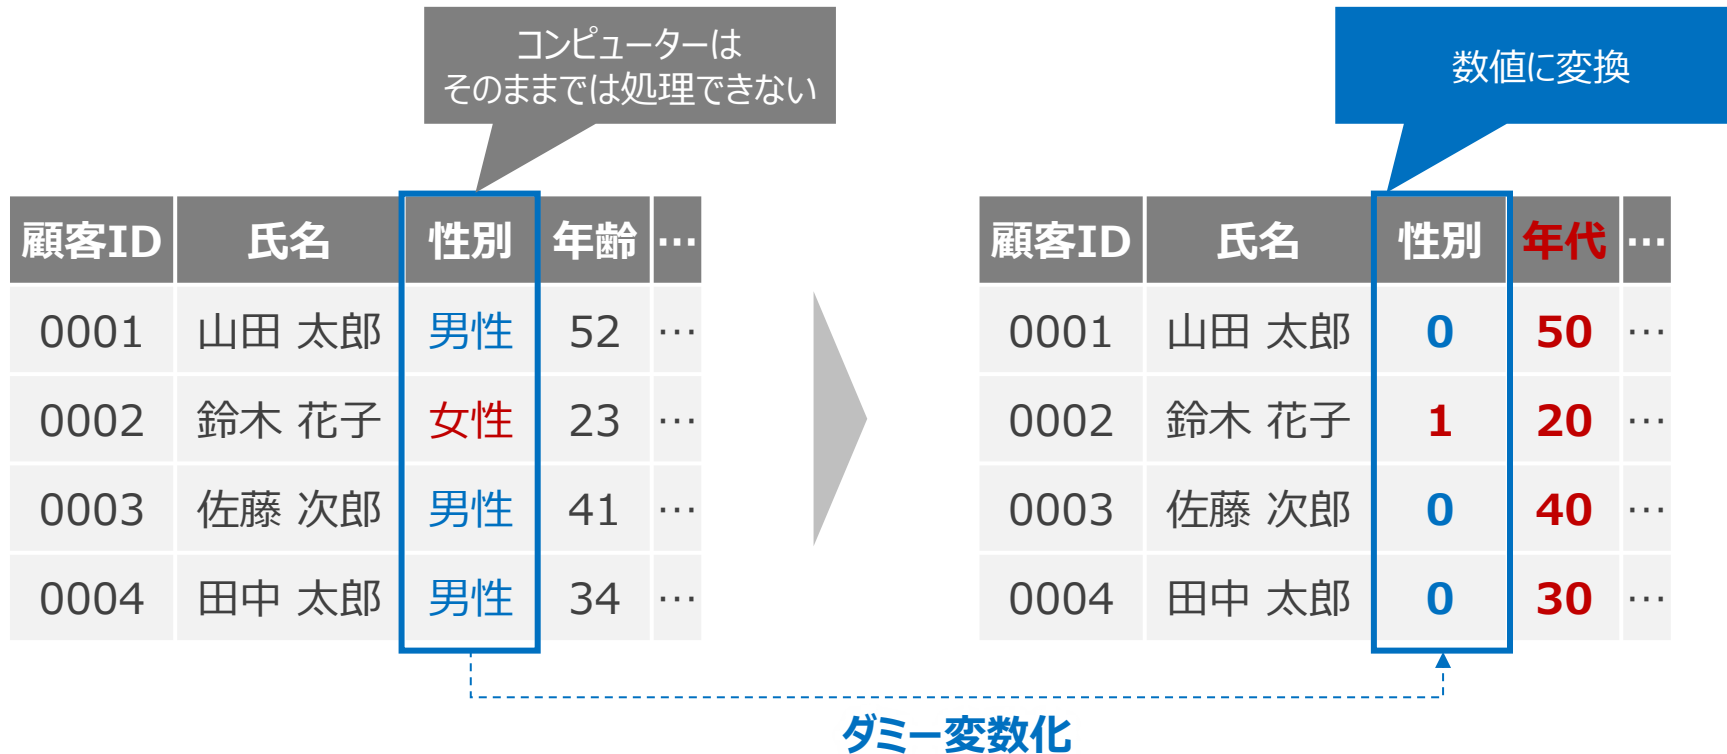 コンピューターは
そのままでは処理できない
数値に変換
顧客ID 氏名 性別 年齢 …
0001 山田 太郎 男性 52 …
0002 鈴木 花子 女性 23 …
0003 佐藤 次郎 男性 41 …
0004 田中 太郎 男性 34 …
顧客ID 氏名 性別 年代 …
0001 山田 太郎 0 50 …
0002 鈴木 花子 1 20 …
0003 佐藤 次郎 0 40 …
0004 田中 太郎 0 30 …
ダミー変数化